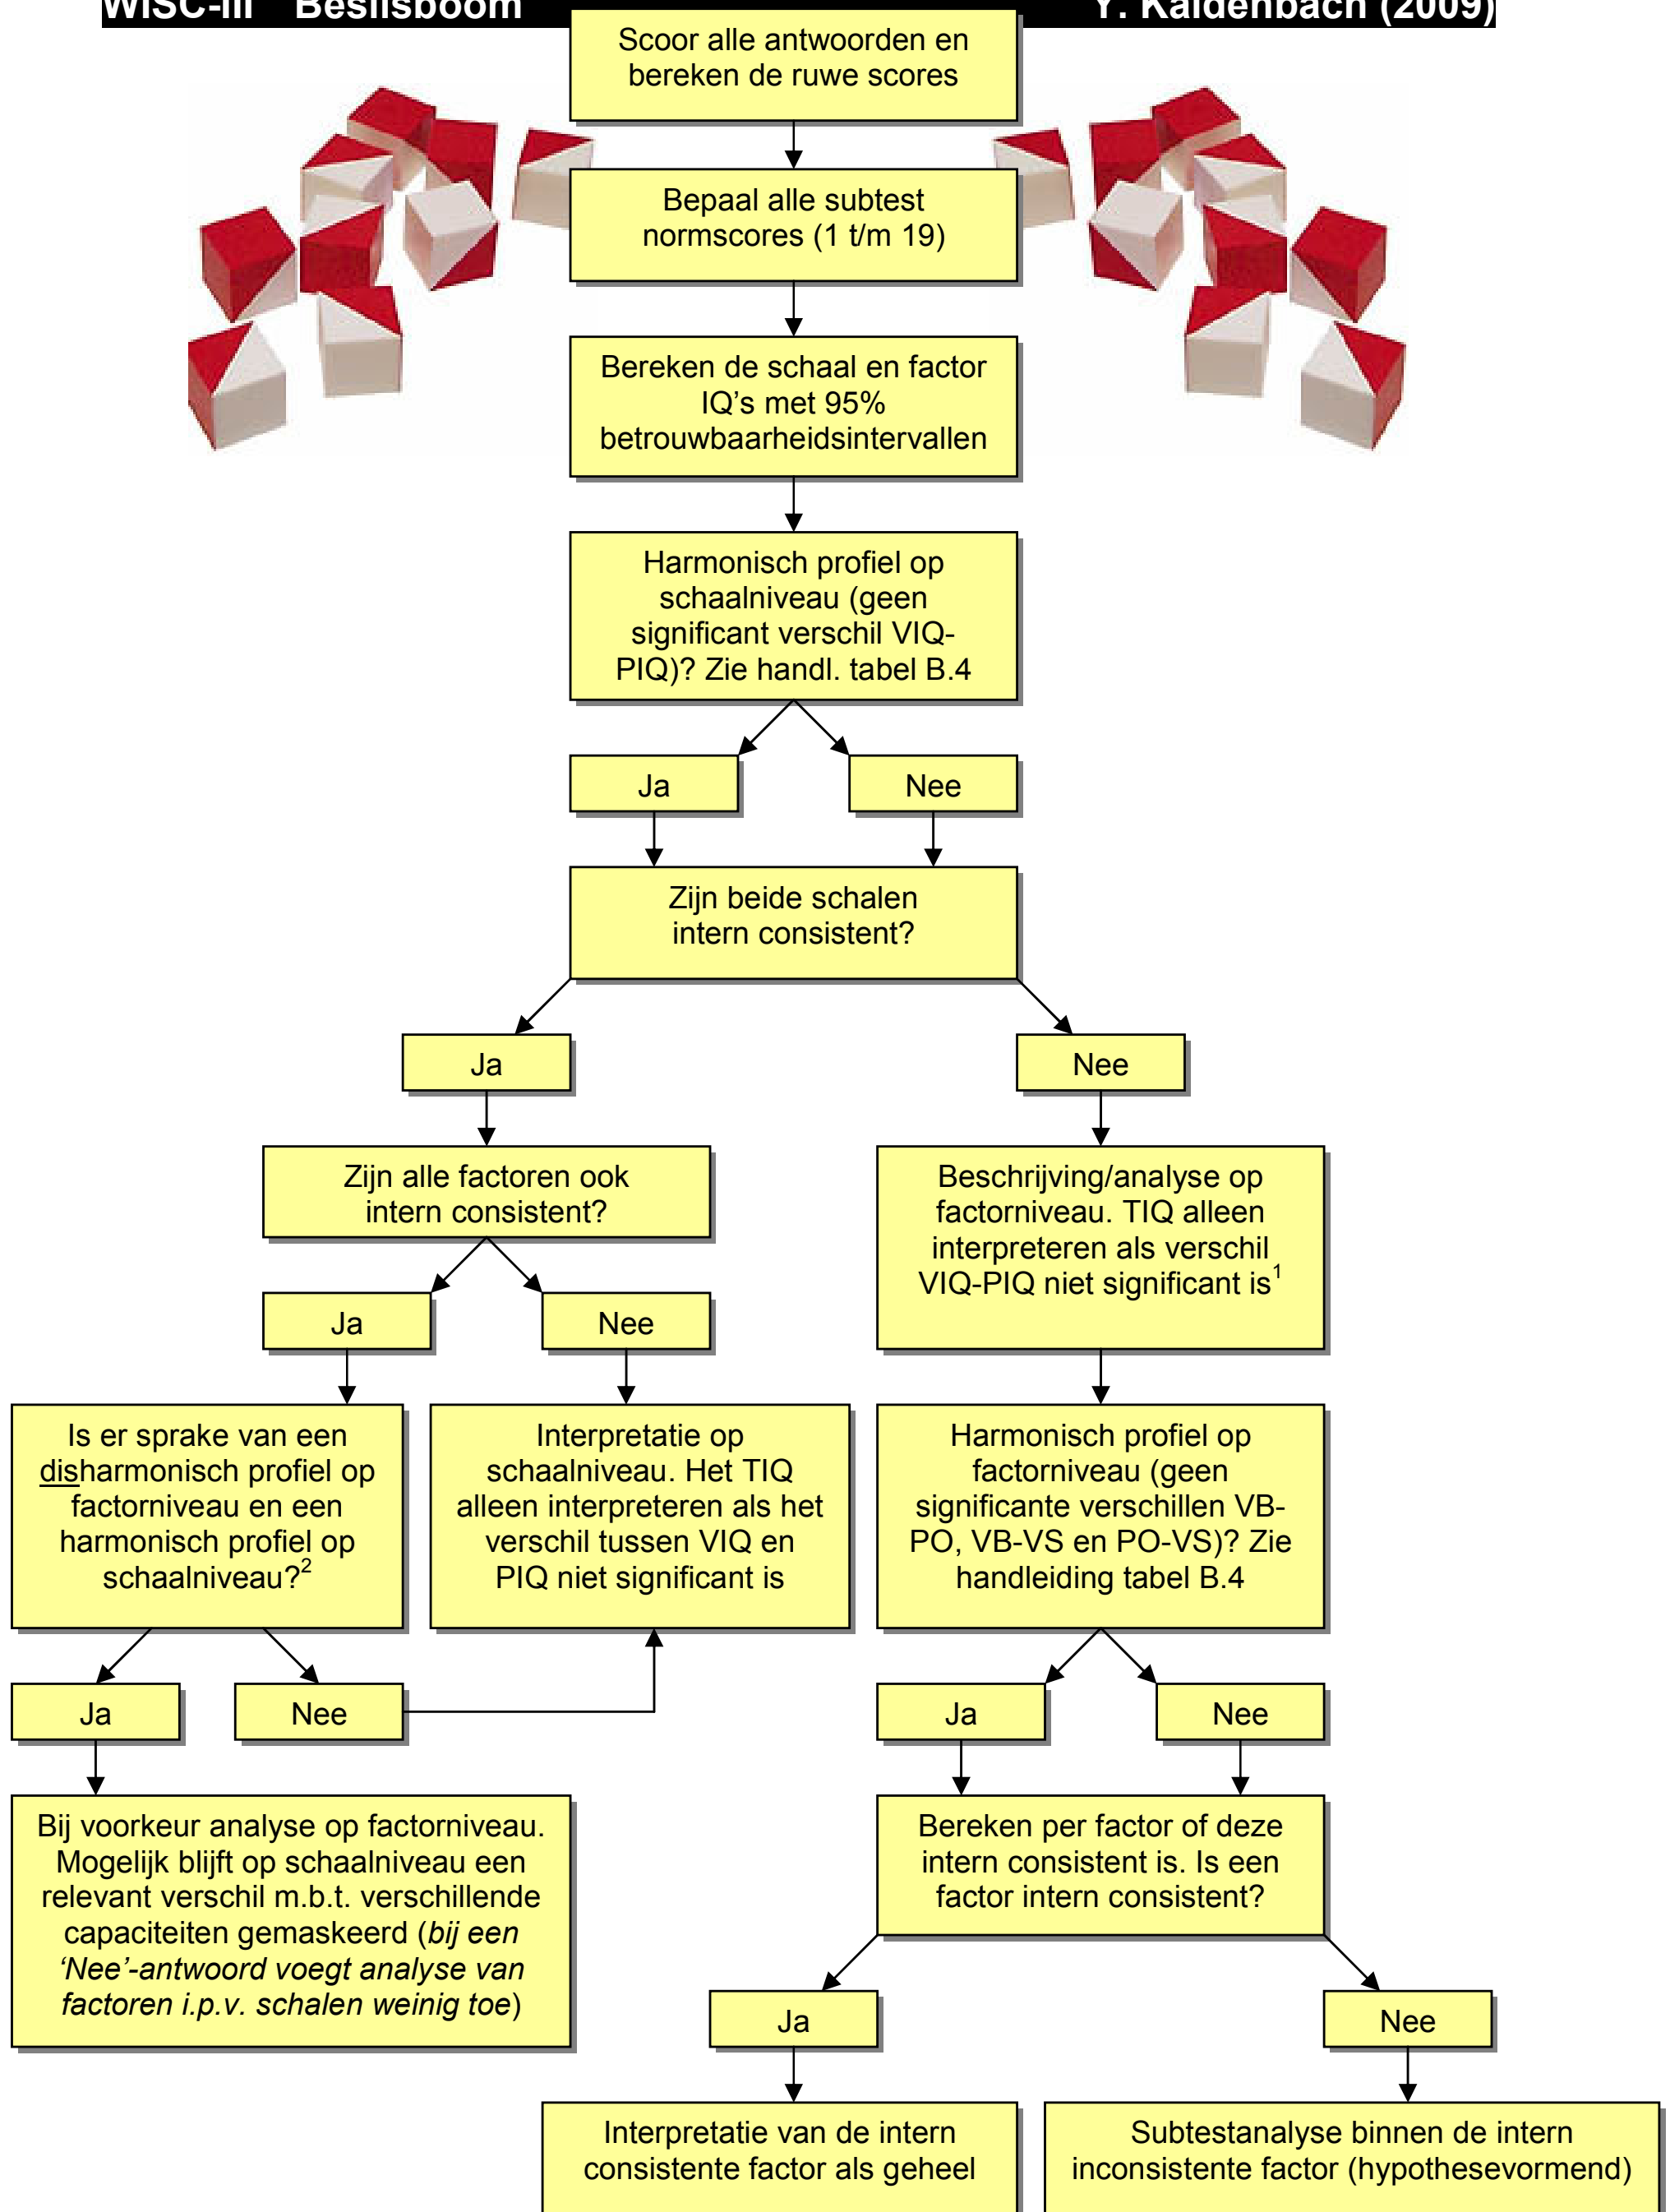 WISC-III Beslisboom Y. Kaldenbach (2009)
Scoor alle antwoorden en
bereken de ruwe scores
Bepaal alle subtest
normscores (1 t/m 19)
Bereken de schaal en factor
IQ's met 95%
betrouwbaarheidsintervallen
Harmonisch profiel op
schaalniveau (geen
significant verschil VIQ-
PIQ)? Zie handl. tabel B.4
Ja
Nee
Zijn beide schalen
intern consistent?
Ja
Nee
Zijn alle factoren ook
intern consistent?
Beschrijving/analyse op
factorniveau. TIQ alleen
interpreteren als verschil
VIQ-PIQ niet significant is¹
Ja
Nee
Is er sprake van een
disharmonisch profiel op
factorniveau en een
harmonisch profiel op
schaalniveau?²
Interpretatie op
schaalniveau. Het TIQ
alleen interpreteren als het
verschil tussen VIQ en
PIQ niet significant is
Harmonisch profiel op
factorniveau (geen
significante verschillen VB-
PO, VB-VS en PO-VS)? Zie
handleiding tabel B.4
Ja
Nee
Ja
Nee
Bij voorkeur analyse op factorniveau.
Mogelijk blijft op schaalniveau een
relevant verschil m.b.t. verschillende
capaciteiten gemaskeerd (bij een
‘Nee’-antwoord voegt analyse van
factoren i.p.v. schalen weinig toe)
Bereken per factor of deze
intern consistent is. Is een
factor intern consistent?
Ja
Nee
Interpretatie van de intern
consistente factor als geheel
Subtestanalyse binnen de intern
inconsistente factor (hypothesevormend)